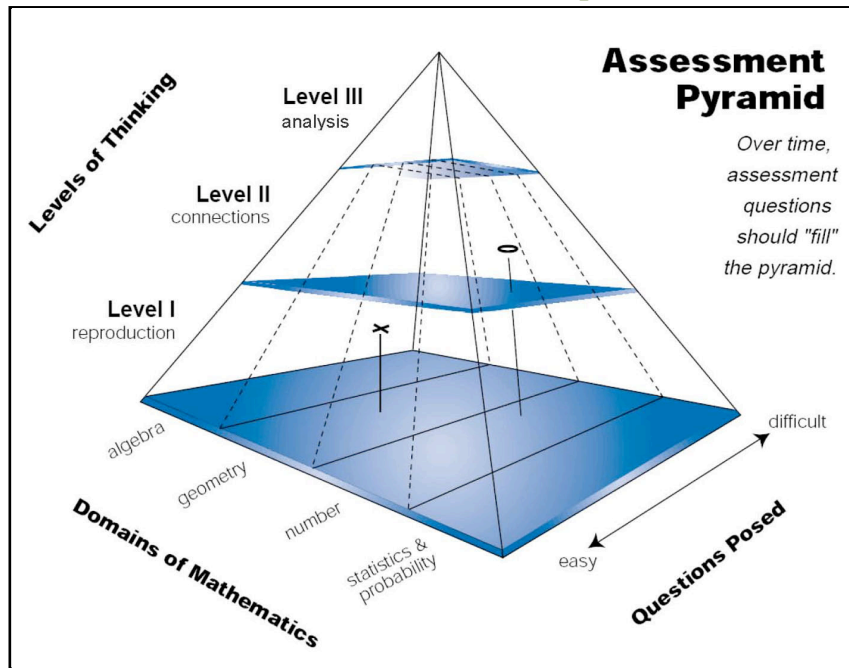 Assessment
Pyramid
Over time,
assessment
questions
should "fill"
the pyramid.
Levels of Thinking
Level III
analysis
Level II
connections
Level I
reproduction
X
0
algebra
geometry
number
statistics &
probability
Domains of Mathematics
easy
difficult
Questions Posed